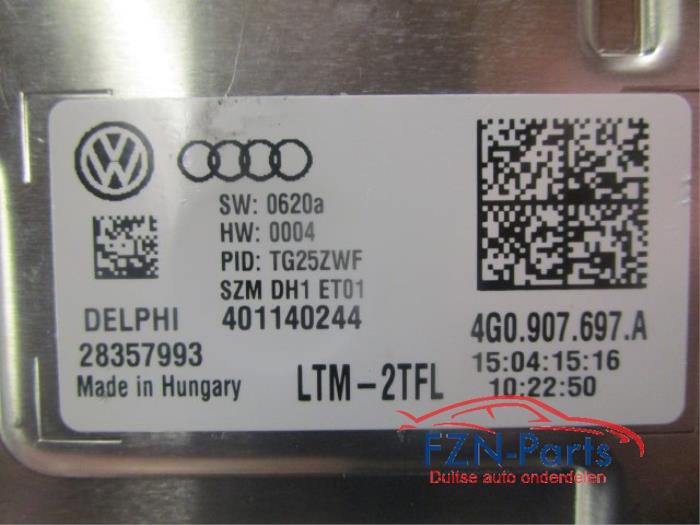 SW: 0620a
HW: 0004
PID: TG25ZWF
SZM DH1 ET01
DELPHI 401140244
28357993
Made in Hungary
LTM-2TFL
4G0.907.697.A
15:04:15:16
10:22:50
FZN-Parts
Duitse auto onderdelen